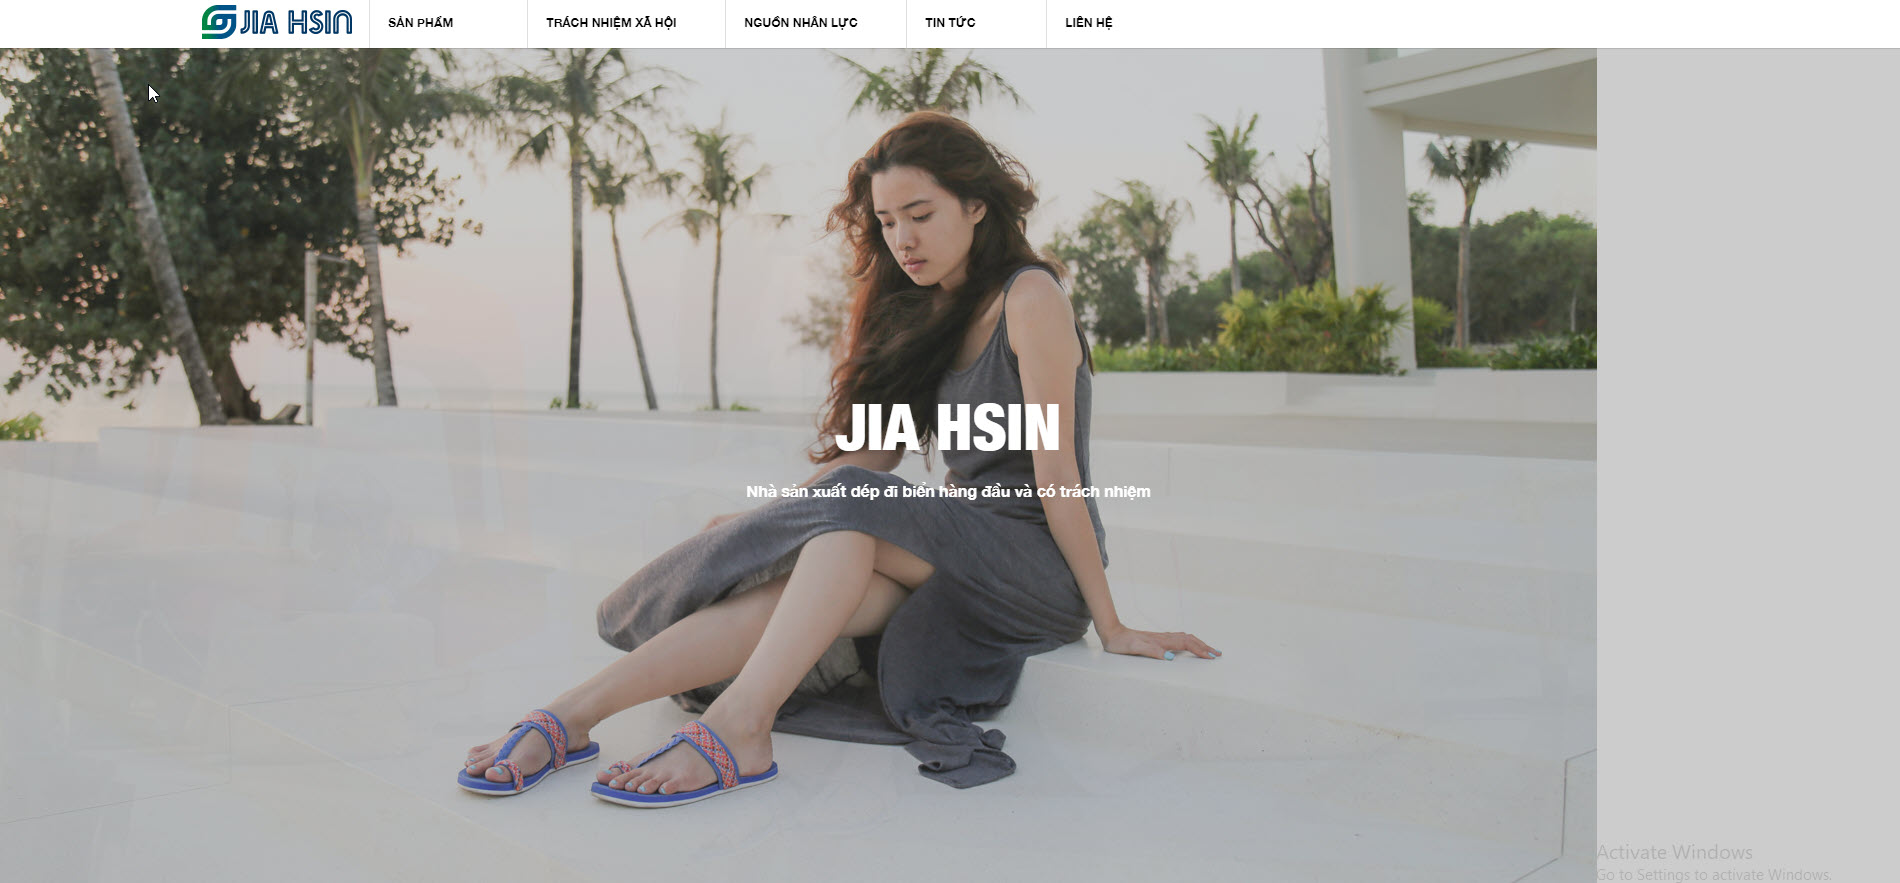 JIA HSIN
SẢN PHẨM
TRÁCH NHIỆM XÃ HỘI
NGUỒN NHÂN LỰC
TIN TỨC
LIÊN HỆ
JIA HSIN
Nhà sản xuất dép đi biển hàng đầu và có trách nhiệm
Activate Windows
Go to Settings to activate Windows.